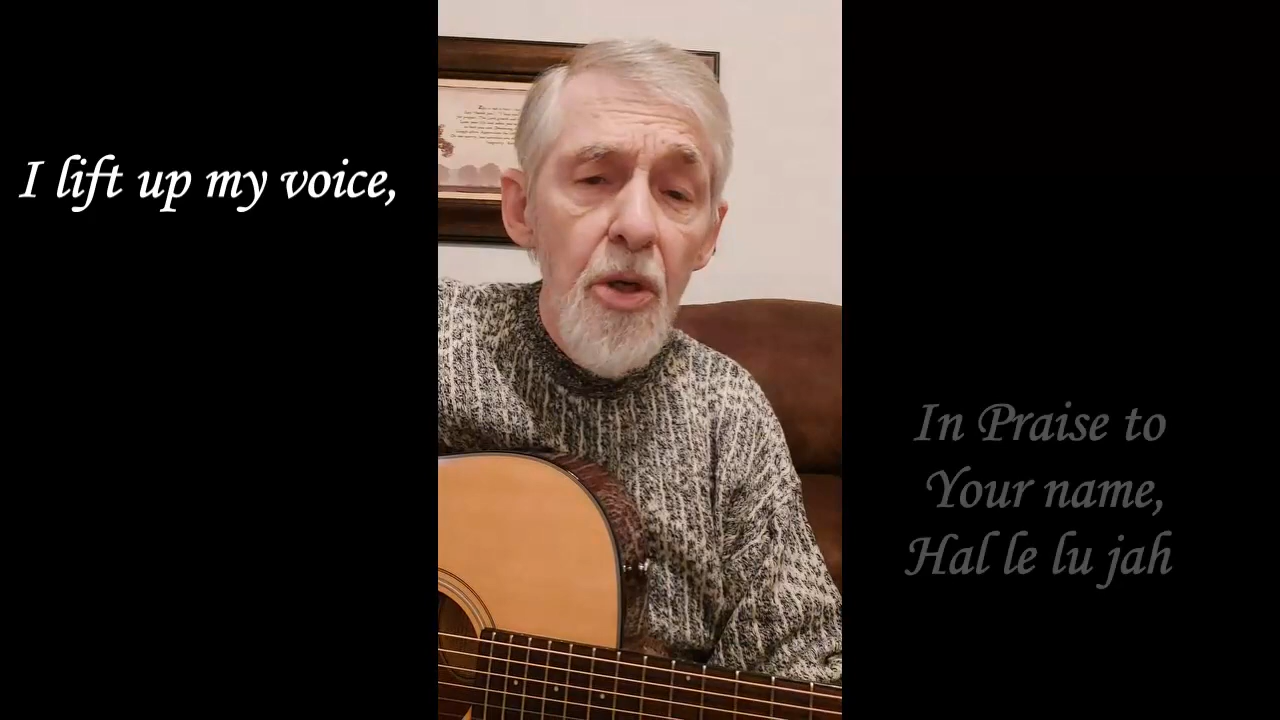 I lift up my voice,
In Praise to
Your name,
Hal le lu jah